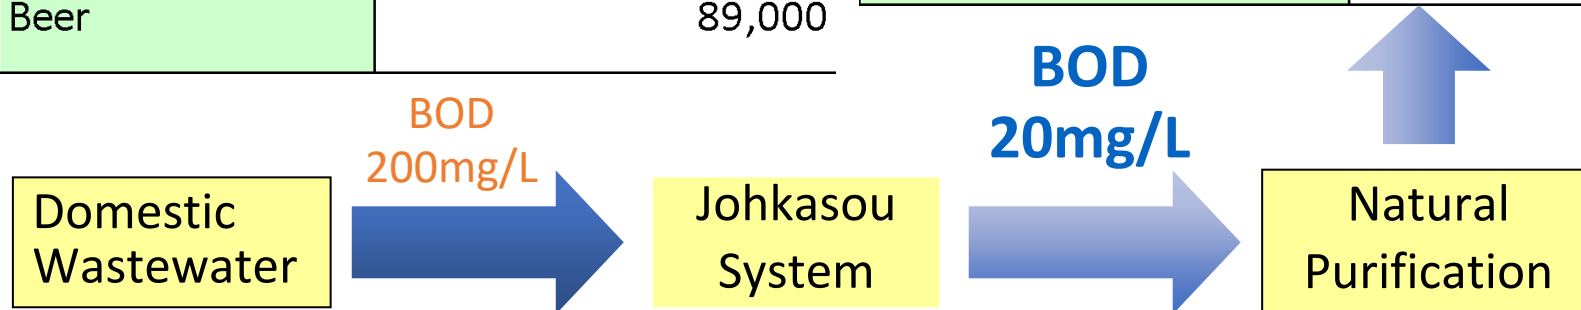 Beer 89,000
BOD
200mg/L
BOD
20mg/L
Domestic
Wastewater
Johkasou
System
Natural
Purification